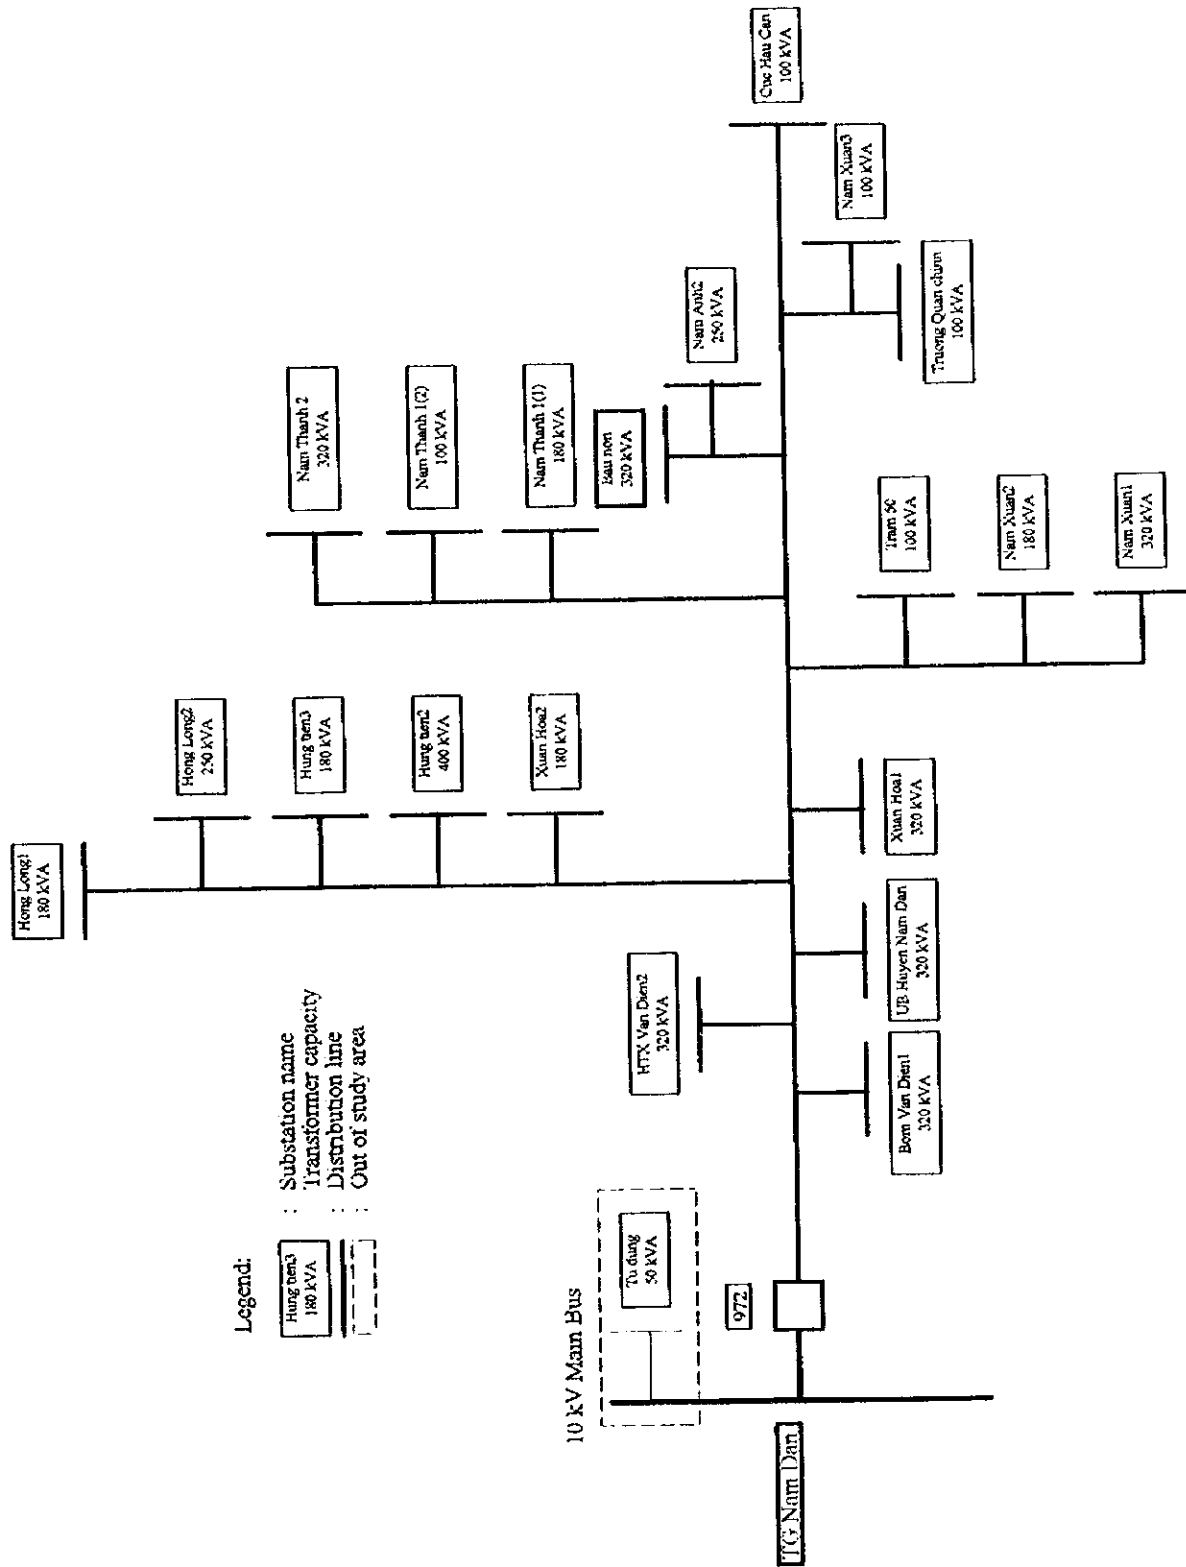 Legend:
Hung tien3
180 kVA
: Substation name
Transformer capacity
: Distribution line
: Out of study area
TG Nam Dan
10 kV Main Bus
Tu dung
50 kVA
972
HTX Van Dien2
320 kVA
Bom Van Dien1
320 kVA
UB Huyen Nam Dan
320 kVA
Xuan Hoa1
320 kVA
Hong Long1
180 kVA
Hong Long2
250 kVA
Hung tien3
180 kVA
Hung tien2
400 kVA
Xuan Hoa2
180 kVA
Nam Thanh 2
320 kVA
Nam Thanh 1(2)
100 kVA
Nam Thanh 1(1)
180 kVA
Tram 5C
100 kVA
Nam Xuan2
180 kVA
Nam Xuan1
320 kVA
Bau non
320 kVA
Nam Anh2
250 kVA
Truong Quan chinh
100 kVA
Nam Xuan3
100 kVA
Cuc Hau Can
100 kVA